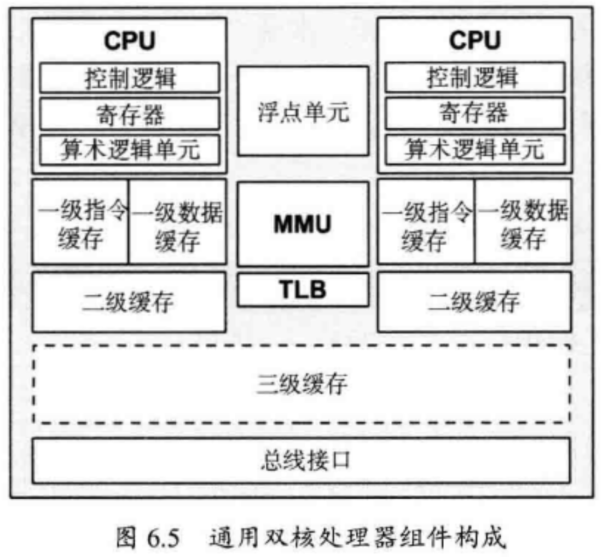 CPU
控制逻辑
寄存器
算术逻辑单元
一级指令
缓存
一级数据
缓存
二级缓存
浮点单元
MMU
TLB
CPU
控制逻辑
寄存器
算术逻辑单元
一级指令
缓存
一级数据
缓存
二级缓存
三级缓存
总线接口
图 6.5 通用双核处理器组件构成